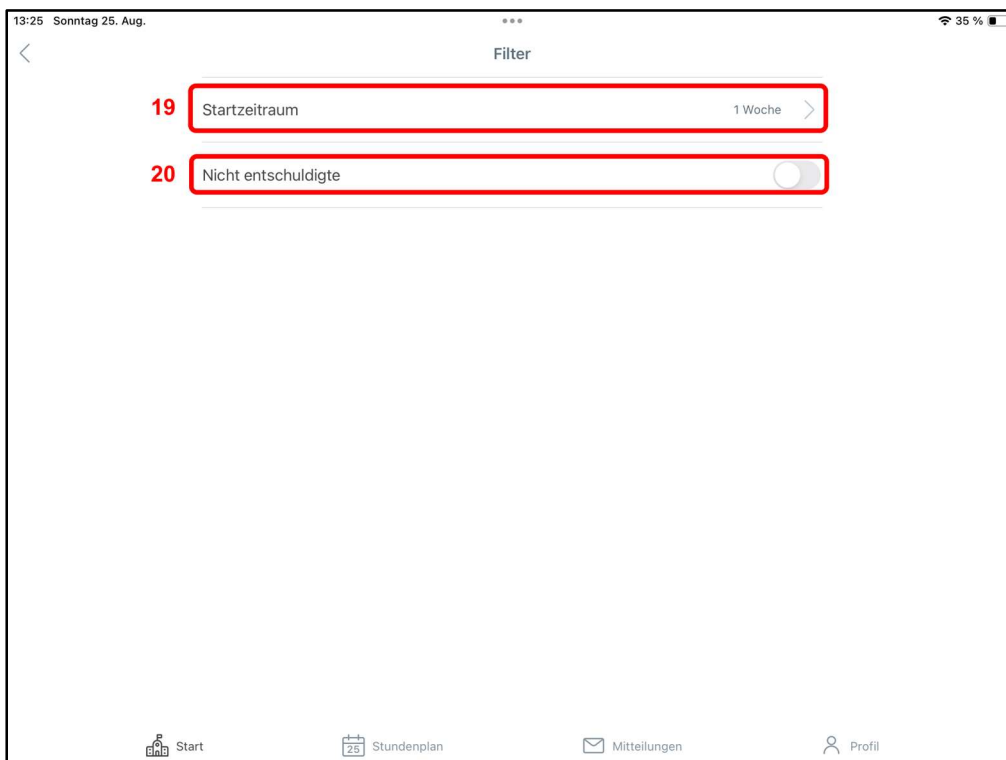 13:25 Sonntag 25. Aug.
35 %
Filter
19 Startzeitraum 1 Woche
20 Nicht entschuldigte
Start 25 Stundenplan Mitteilungen Profil